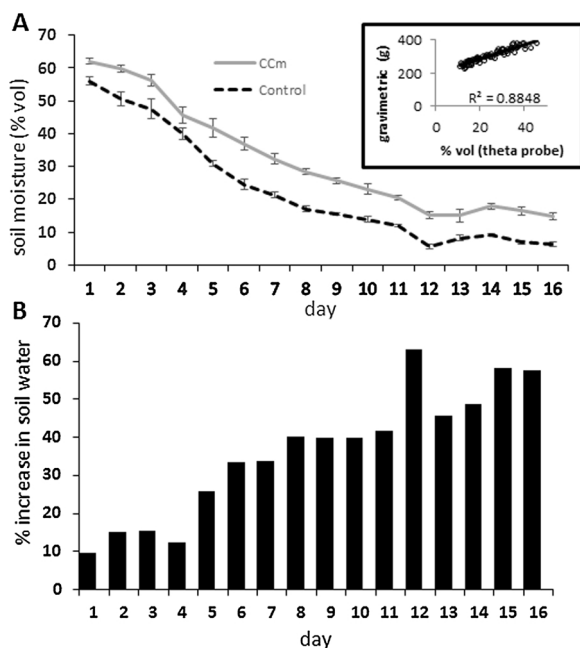 A
70
60
50
40
30
20
10
0
soil moisture (% vol)
CCm
Control
400
200
0
gravimetric (g)
R² = 0.8848
0 20 40 60
% vol (theta probe)
1 2 3 4 5 6 7 8 9 10 11 12 13 14 15 16
day
B
70
60
50
40
30
20
10
0
% increase in soil water
1 2 3 4 5 6 7 8 9 10 11 12 13 14 15 16
day